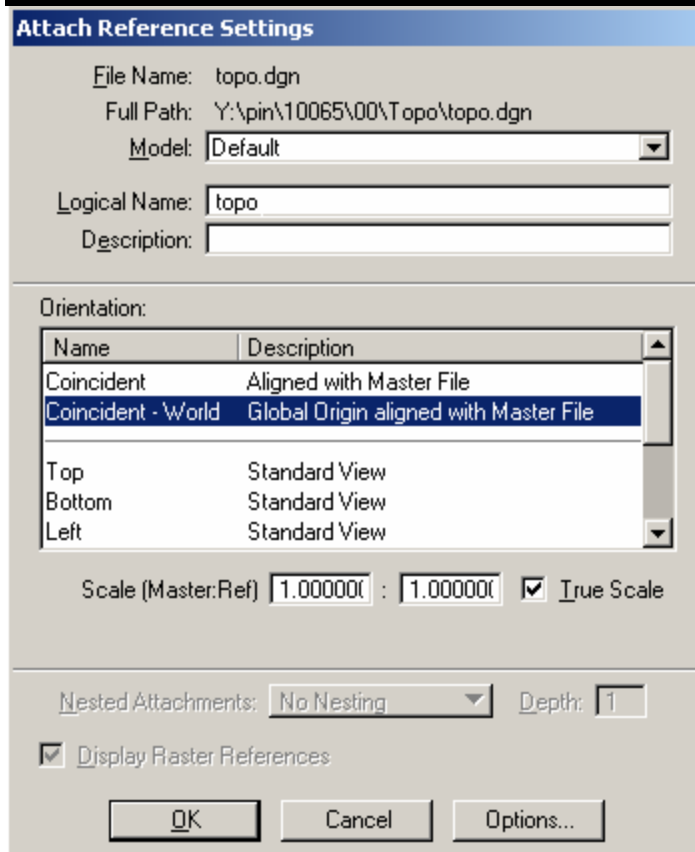 Attach Reference Settings
File Name: topo.dgn
Full Path: Y:\pin\10065\00\Topo\topo.dgn
Model: Default
Logical Name: topo
Description:
Orientation:
Name Description
Coincident Aligned with Master File
Coincident - World Global Origin aligned with Master File
Top Standard View
Bottom Standard View
Left Standard View
Scale (Master:Ref) 1.00000( : 1.00000( True Scale
Nested Attachments: No Nesting Depth: 1
Display Raster References
OK Cancel Options...